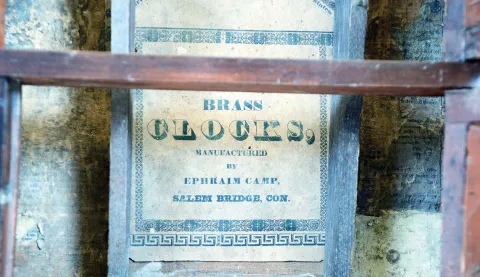 BRASS
CLOCKS,
MANUFACTURED
BY
EPHRAIM CAMP,
SALEM BRIDGE, CON.